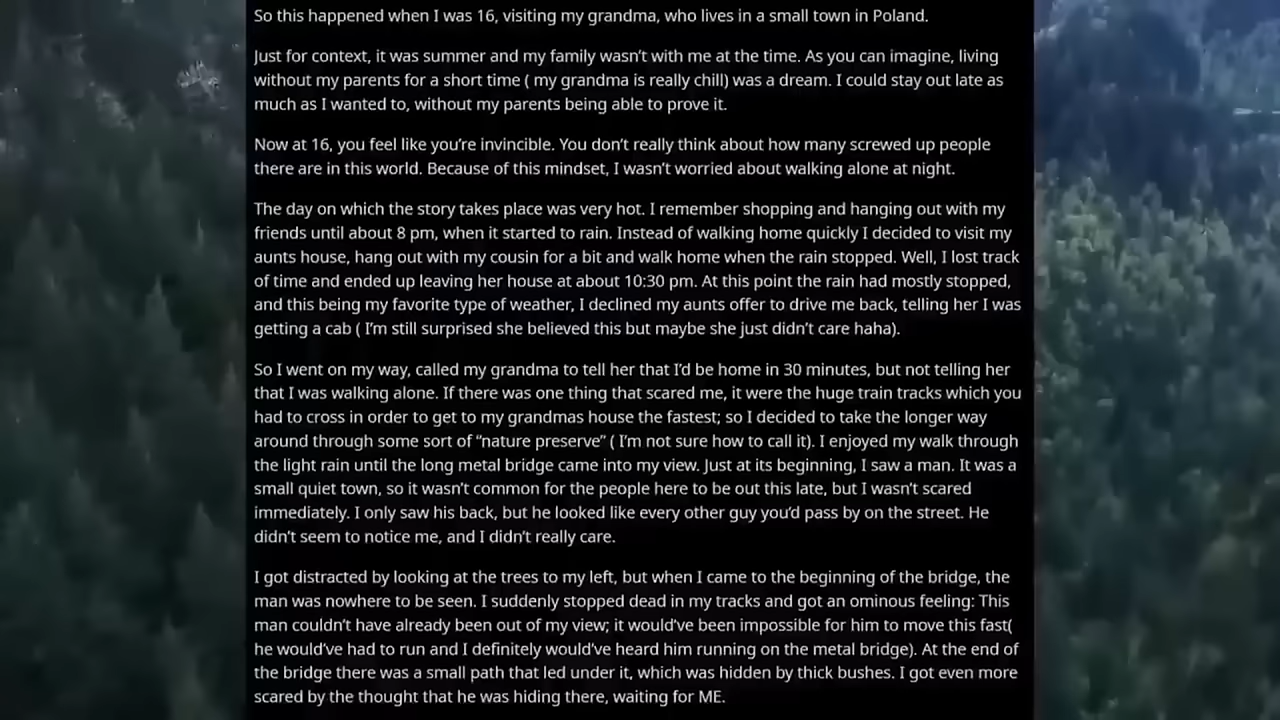 So this happened when I was 16, visiting my grandma, who lives in a small town in Poland.
Just for context, it was summer and my family wasn't with me at the time. As you can imagine, living
without my parents for a short time ( my grandma is really chill) was a dream. I could stay out late as
much as I wanted to, without my parents being able to prove it.
Now at 16, you feel like you're invincible. You don't really think about how many screwed up people
there are in this world. Because of this mindset, I wasn't worried about walking alone at night.
The day on which the story takes place was very hot. I remember shopping and hanging out with my
friends until about 8 pm, when it started to rain. Instead of walking home quickly I decided to visit my
aunts house, hang out with my cousin for a bit and walk home when the rain stopped. Well, I lost track
of time and ended up leaving her house at about 10:30 pm. At this point the rain had mostly stopped,
and this being my favorite type of weather, I declined my aunts offer to drive me back, telling her I was
getting a cab ( I'm still surprised she believed this but maybe she just didn't care haha).
So I went on my way, called my grandma to tell her that I'd be home in 30 minutes, but not telling her
that I was walking alone. If there was one thing that scared me, it were the huge train tracks which you
had to cross in order to get to my grandmas house the fastest; so I decided to take the longer way
around through some sort of “nature preserve” ( I'm not sure how to call it). I enjoyed my walk through
the light rain until the long metal bridge came into my view. Just at its beginning, I saw a man. It was a
small quiet town, so it wasn't common for the people here to be out this late, but I wasn't scared
immediately. I only saw his back, but he looked like every other guy you'd pass by on the street. He
didn't seem to notice me, and I didn't really care.
I got distracted by looking at the trees to my left, but when I came to the beginning of the bridge, the
man was nowhere to be seen. I suddenly stopped dead in my tracks and got an ominous feeling: This
man couldn't have already been out of my view; it would've been impossible for him to move this fast(
he would've had to run and I definitely would've heard him running on the metal bridge). At the end of
the bridge there was a small path that led under it, which was hidden by thick bushes. I got even more
scared by the thought that he was hiding there, waiting for ME.